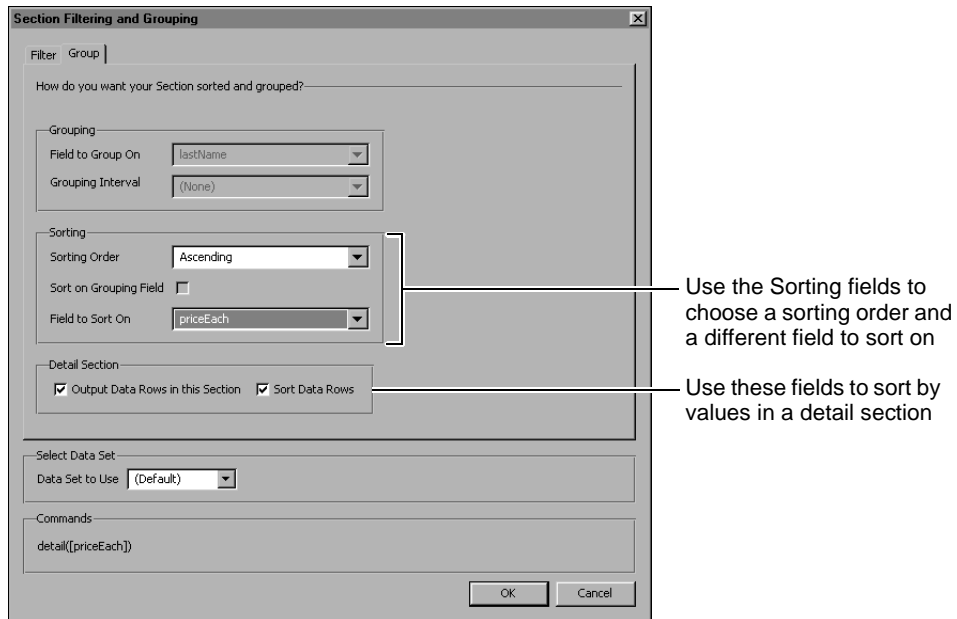 Section Filtering and Grouping
Filter Group
How do you want your Section sorted and grouped?
Grouping
Field to Group On lastName
Grouping Interval (None)
Sorting
Sorting Order Ascending
Sort on Grouping Field
Field to Sort On priceEach
Detail Section
Output Data Rows in this Section Sort Data Rows
Select Data Set
Data Set to Use (Default)
Commands
detail([priceEach])
OK Cancel
Use the Sorting fields to
choose a sorting order and
a different field to sort on
Use these fields to sort by
values in a detail section